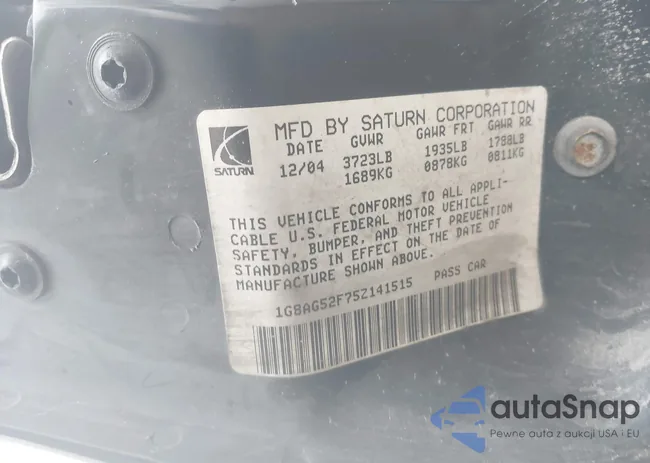 MFD BY SATURN CORPORATION
DATE GVWR GAWR FRT GAWR RR
12/04 3723LB 1935LB 1788LB
1689KG 0878KG 0811KG
SATURN
THIS VEHICLE CONFORMS TO ALL APPLI-
CABLE U.S. FEDERAL MOTOR VEHICLE
SAFETY, BUMPER, AND THEFT PREVENTION
STANDARDS IN EFFECT ON THE DATE OF
MANUFACTURE SHOWN ABOVE.
1G8AG52F75Z141515 PASS CAR
autaSnap
Pewne auta z aukcji USA i EU